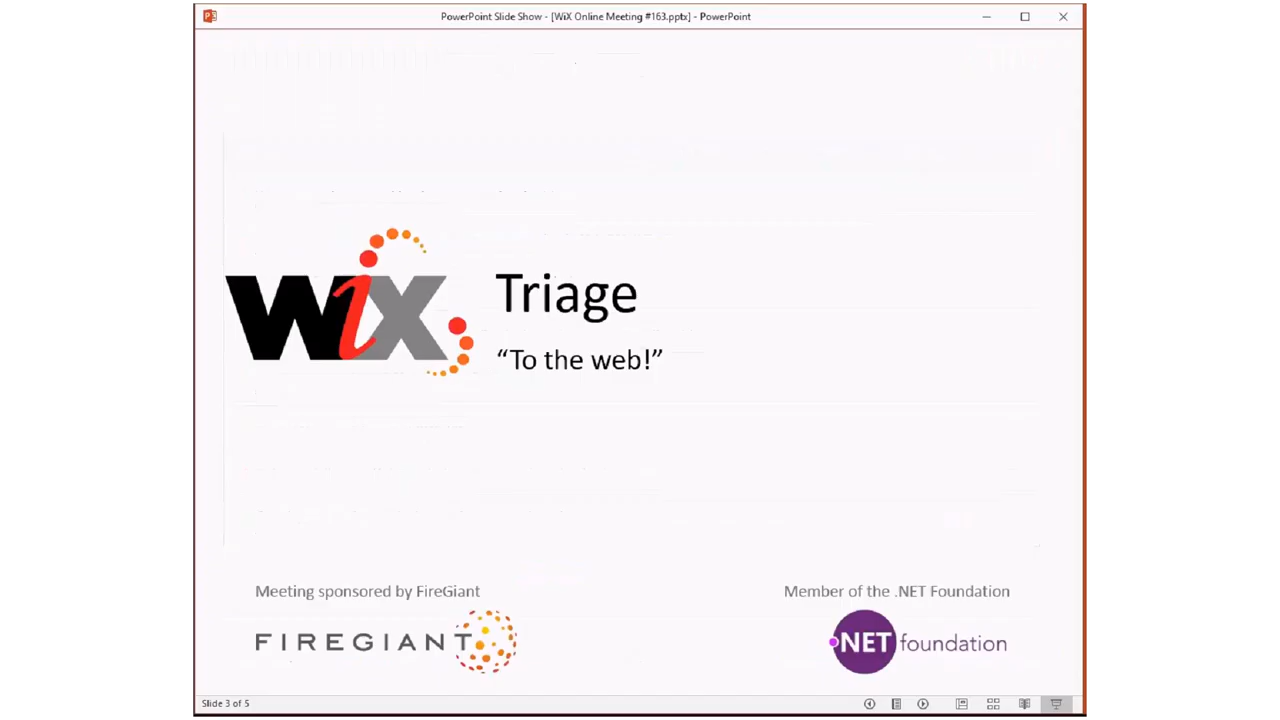 PowerPoint Slide Show - [WiX Online Meeting #163.pptx] - PowerPoint
WiX
Triage
“To the web!”
Meeting sponsored by FireGiant
Member of the .NET Foundation
FIREGIANT
.NET foundation
Slide 3 of 5